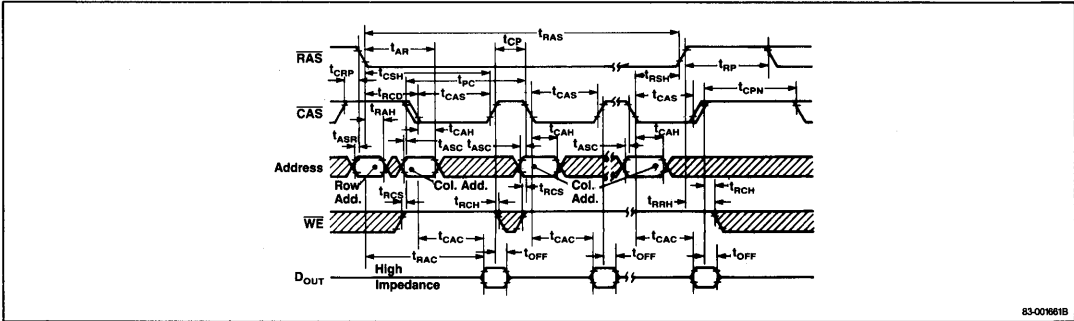 tRAS
tAR
tCP
RAS
tCRP
tCSH
tPC
tRSH
tRP
tRCD
tCAS
tCAS
tCAS
tCPN
CAS
tRAH
tCAH
tCAH
tCAH
tASR
tASC
tASC
tASC
Address
Row Add.
Col. Add.
Col. Add.
tRCS
tRCH
tRCS
tRRH
tRCH
WE
tCAC
tCAC
tCAC
tRAC
tOFF
tOFF
tOFF
DOUT
High Impedance
83-001661B